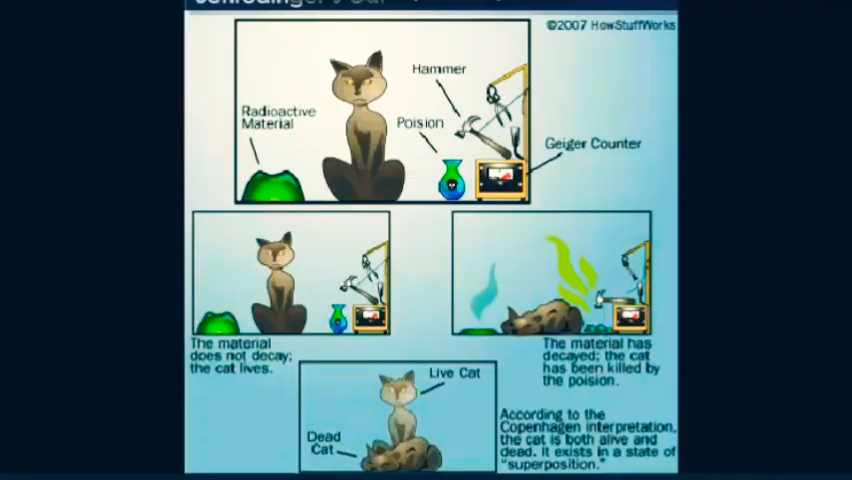 ©2007 HowStuffWorks
Hammer
Radioactive
Material
Poision
Geiger Counter
The material
does not decay;
the cat lives.
The material has
decayed; the cat
has been killed by
the poision.
Live Cat
Dead
Cat
According to the
Copenhagen interpretation,
the cat is both alive and
dead. It exists in a state of
"superposition."